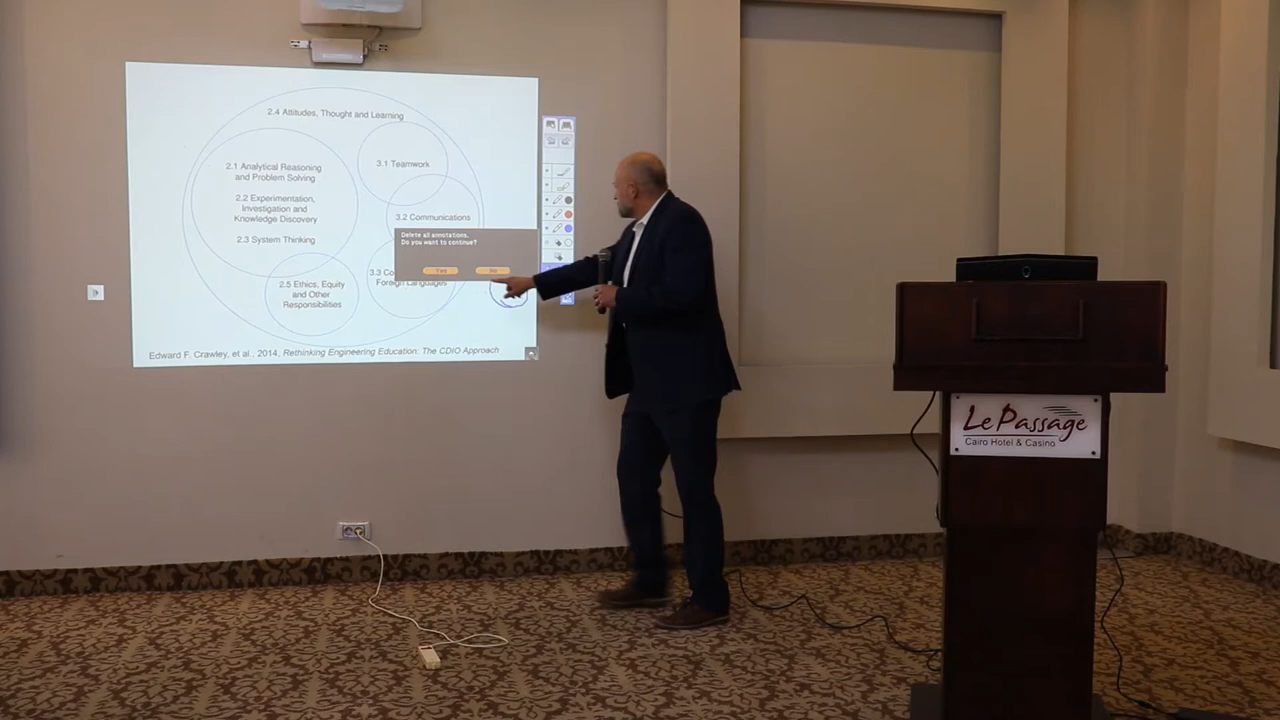 2.4 Attitudes, Thought and Learning
2.1 Analytical Reasoning
and Problem Solving
3.1 Teamwork
2.2 Experimentation,
Investigation and
Knowledge Discovery
3.2 Communications
2.3 System Thinking
Delete all annotations.
Do you want to continue?
Yes No
3.3 Co
Foreign Languages
2.5 Ethics, Equity
and Other
Responsibilities
Edward F. Crawley, et al., 2014, Rethinking Engineering Education: The CDIO Approach
Le Passage
Cairo Hotel & Casino